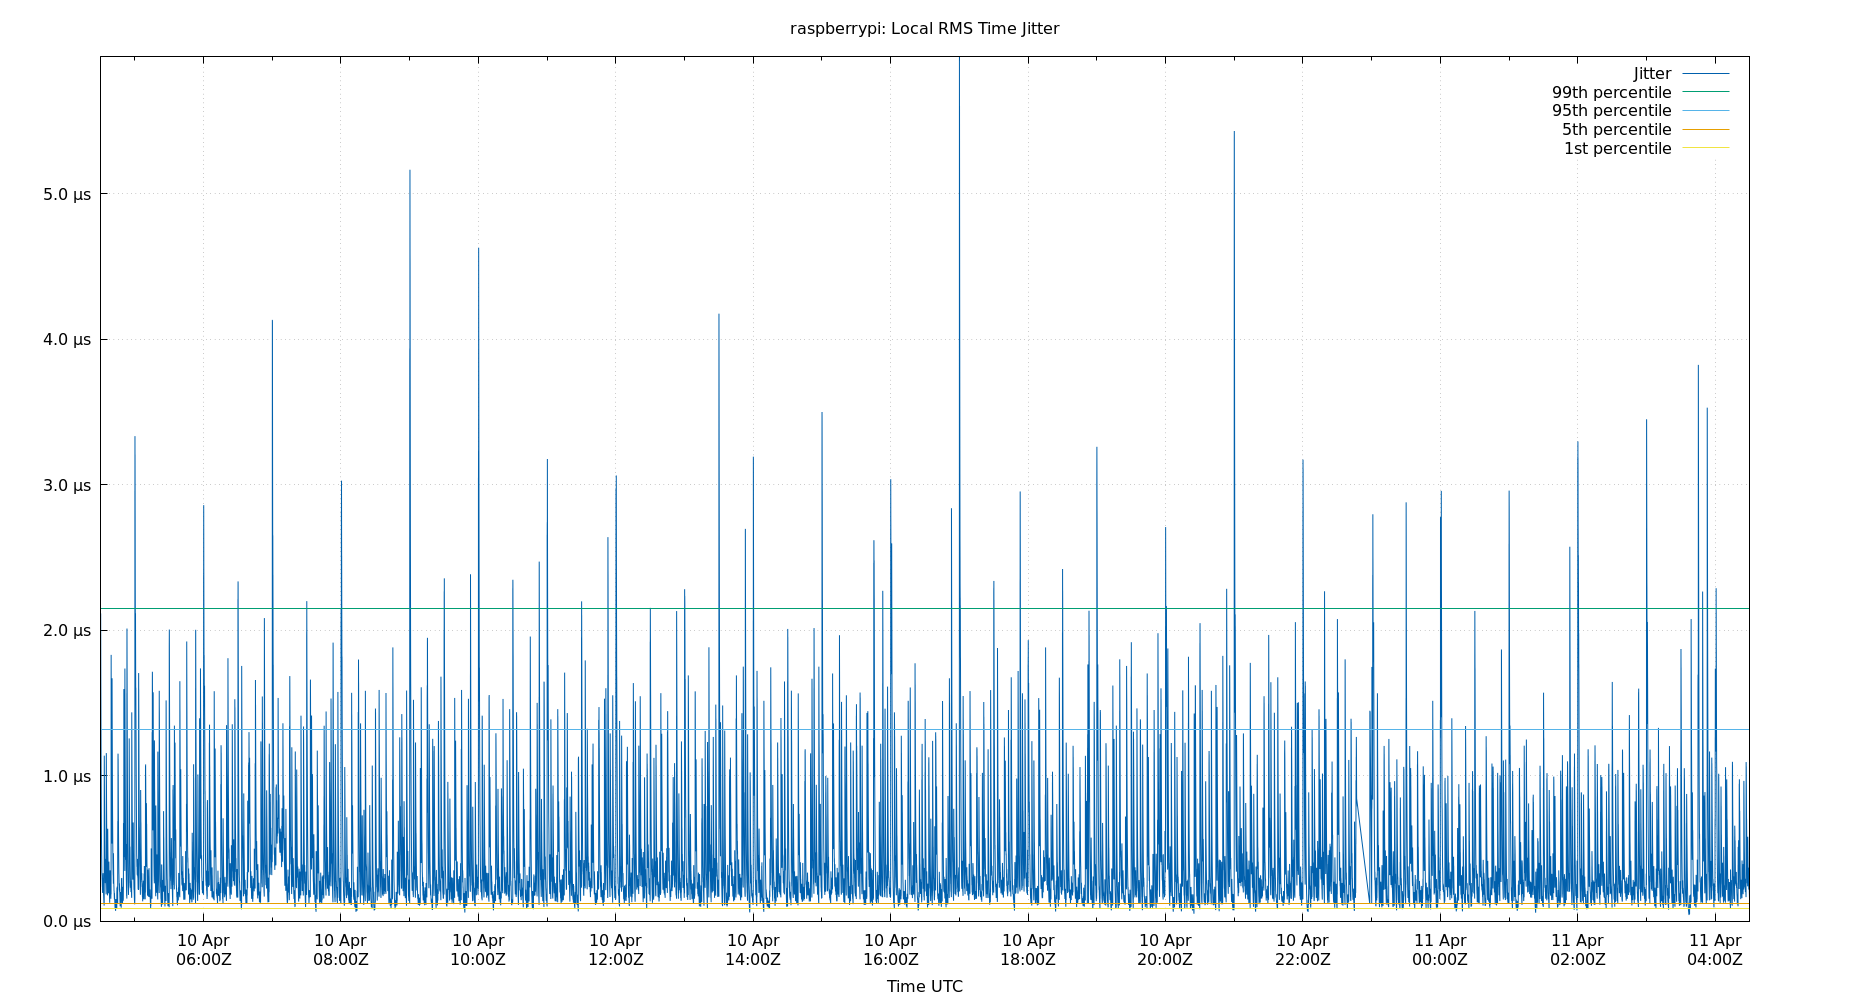 raspberrypi: Local RMS Time Jitter
Jitter
99th percentile
95th percentile
5th percentile
1st percentile
5.0 µs
4.0 µs
3.0 µs
2.0 µs
1.0 µs
0.0 µs
10 Apr 10 Apr 10 Apr 10 Apr 10 Apr 10 Apr 10 Apr 10 Apr 10 Apr 11 Apr 11 Apr 11 Apr
06:00Z 08:00Z 10:00Z 12:00Z 14:00Z 16:00Z 18:00Z 20:00Z 22:00Z 00:00Z 02:00Z 04:00Z
Time UTC